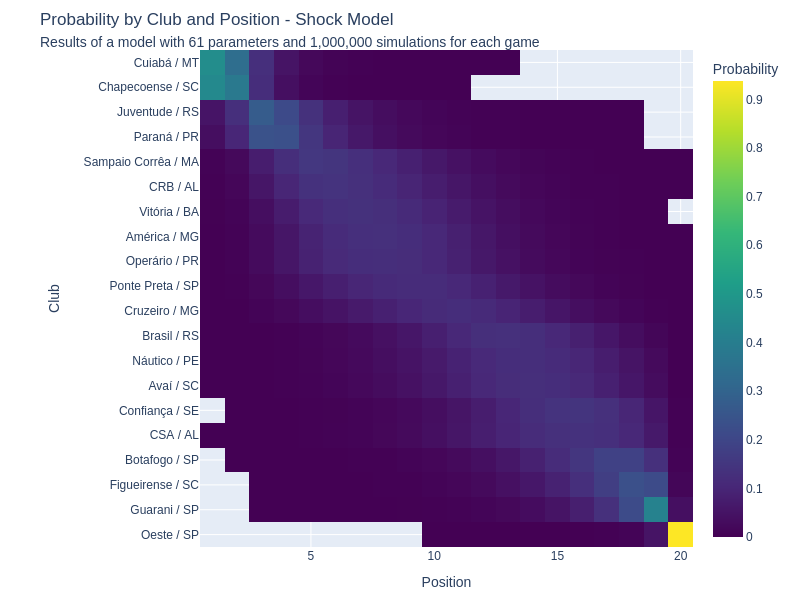 Probability by Club and Position - Shock Model
Results of a model with 61 parameters and 1,000,000 simulations for each game
Probability
Club
Cuiabá / MT
Chapecoense / SC
Juventude / RS
Paraná / PR
Sampaio Corrêa / MA
CRB / AL
Vitória / BA
América / MG
Operário / PR
Ponte Preta / SP
Cruzeiro / MG
Brasil / RS
Náutico / PE
Avaí / SC
Confiança / SE
CSA / AL
Botafogo / SP
Figueirense / SC
Guarani / SP
Oeste / SP
0.9
0.8
0.7
0.6
0.5
0.4
0.3
0.2
0.1
0
5 10 15 20
Position